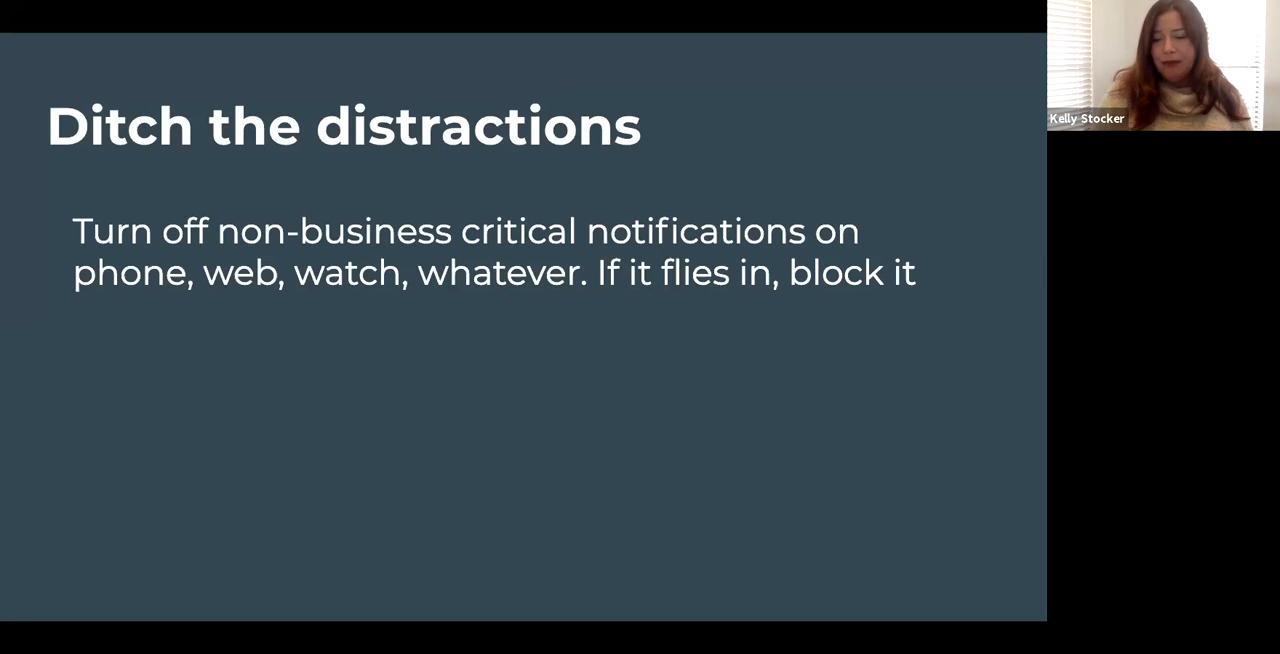 Ditch the distractions
Turn off non-business critical notifications on
phone, web, watch, whatever. If it flies in, block it
Kelly Stocker